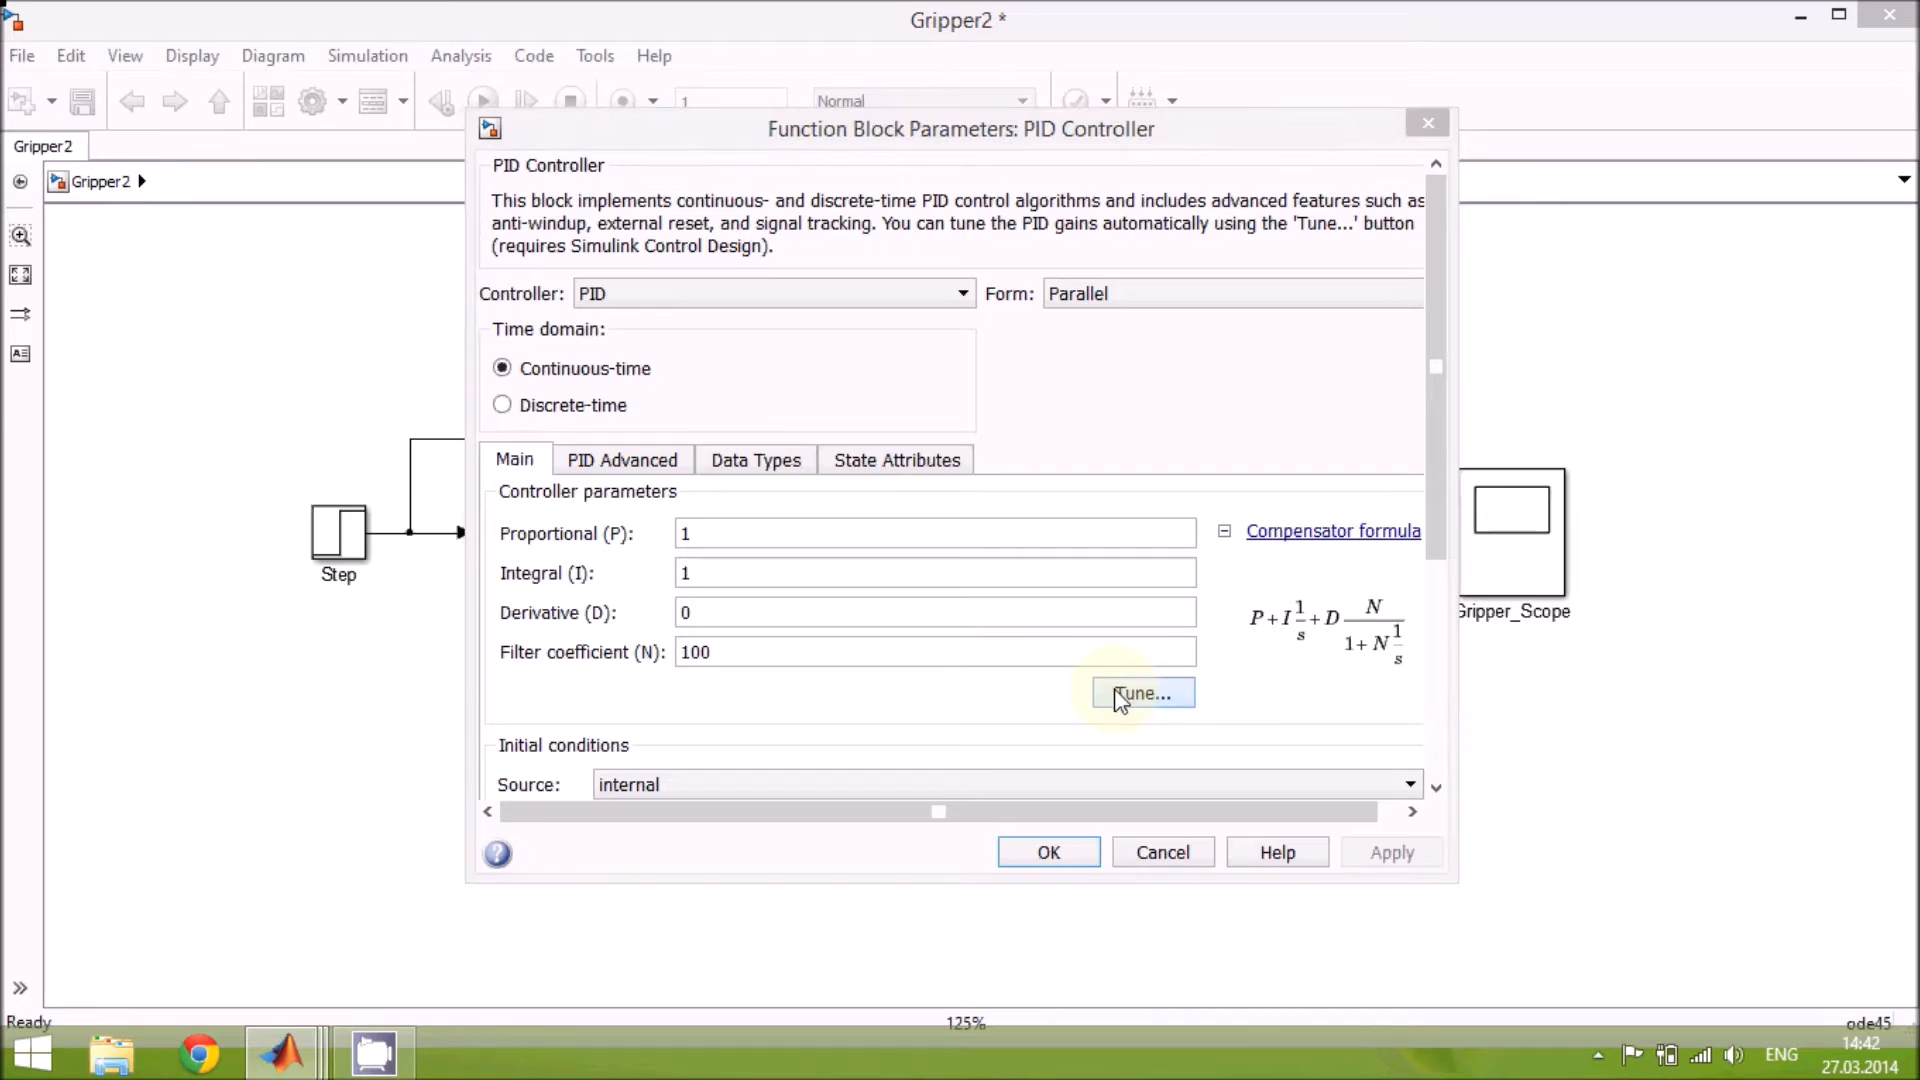 Gripper2 *
File Edit View Display Diagram Simulation Analysis Code Tools Help
1 Normal
Gripper2
Gripper2
Function Block Parameters: PID Controller
PID Controller
This block implements continuous- and discrete-time PID control algorithms and includes advanced features such as
anti-windup, external reset, and signal tracking. You can tune the PID gains automatically using the 'Tune...' button
(requires Simulink Control Design).
Controller: PID Form: Parallel
Time domain:
Continuous-time
Discrete-time
Main PID Advanced Data Types State Attributes
Controller parameters
Proportional (P): 1 Compensator formula
Integral (I): 1
Derivative (D): 0
Filter coefficient (N): 100
P + I 1/s + D N/(1 + N 1/s)
Tune...
Initial conditions
Source: internal
OK Cancel Help Apply
Step
Gripper_Scope
Ready 125% ode45
ENG 14:42
27.03.2014